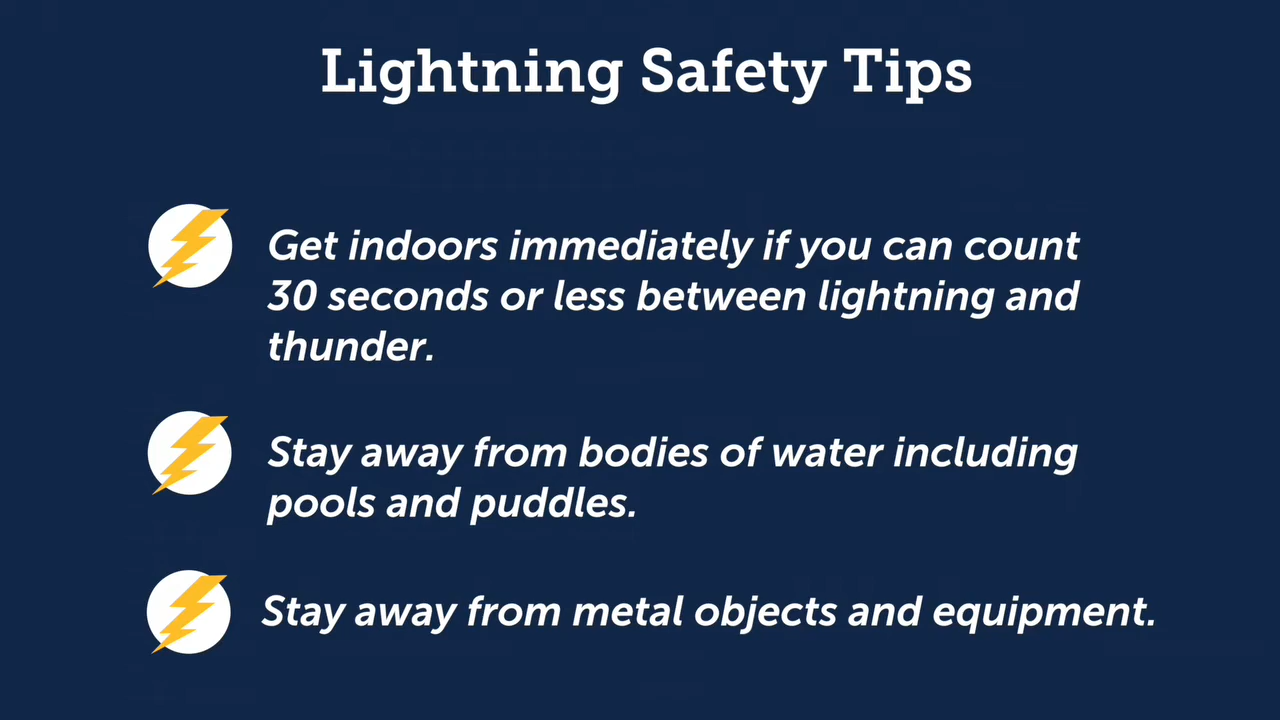 Lightning Safety Tips
Get indoors immediately if you can count
30 seconds or less between lightning and
thunder.
Stay away from bodies of water including
pools and puddles.
Stay away from metal objects and equipment.